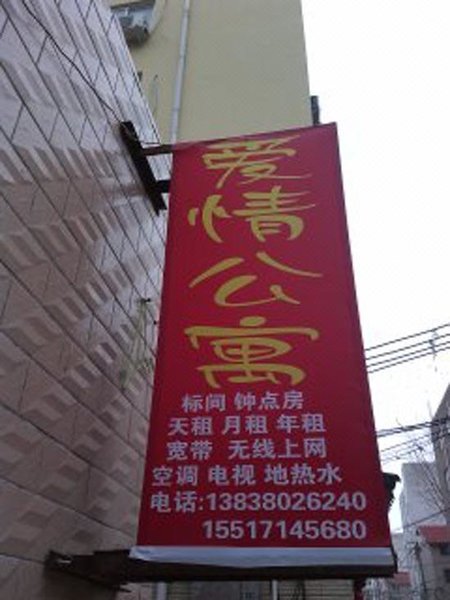 爱情公寓
标间 钟点房
天租 月租 年租
宽带 无线上网
空调 电视 地热水
电话:13838026240
15517145680